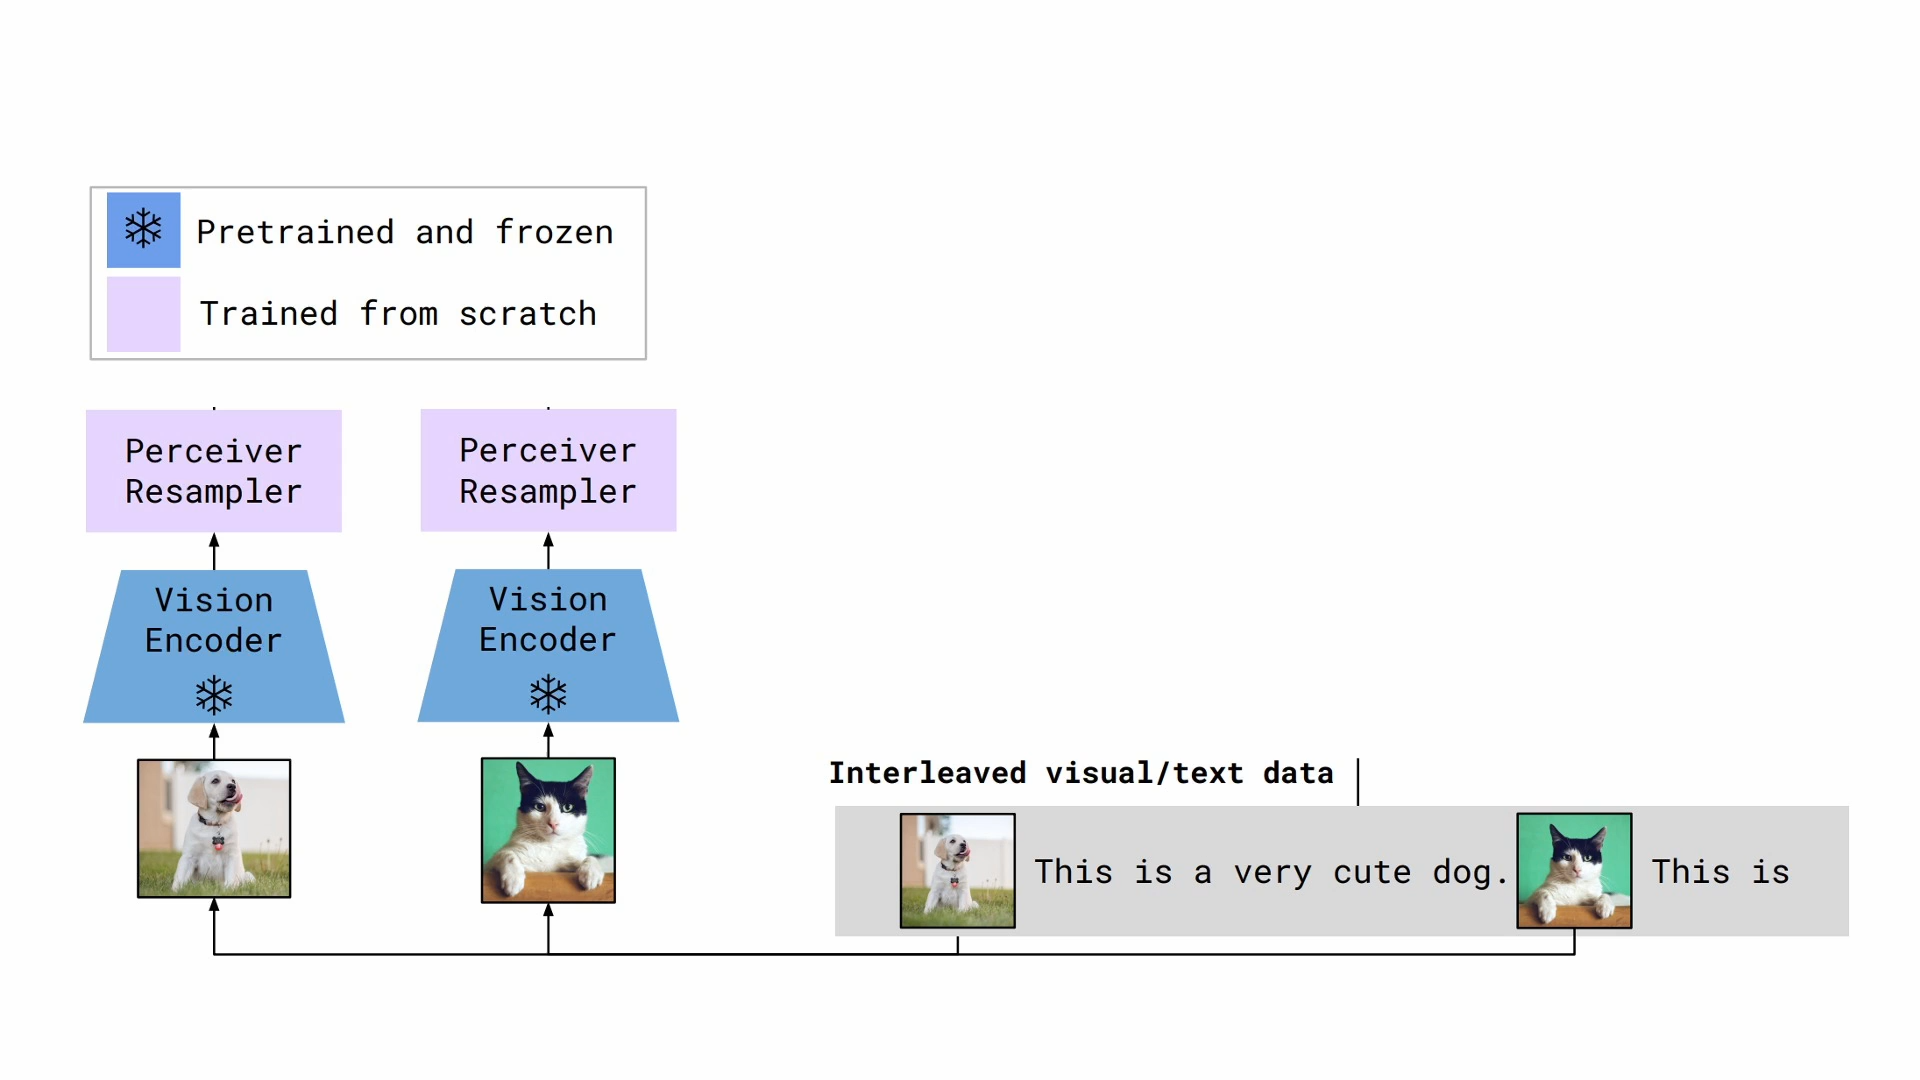 Pretrained and frozen
Trained from scratch
Perceiver
Resampler
Perceiver
Resampler
Vision
Encoder
Vision
Encoder
Interleaved visual/text data
This is a very cute dog.
This is